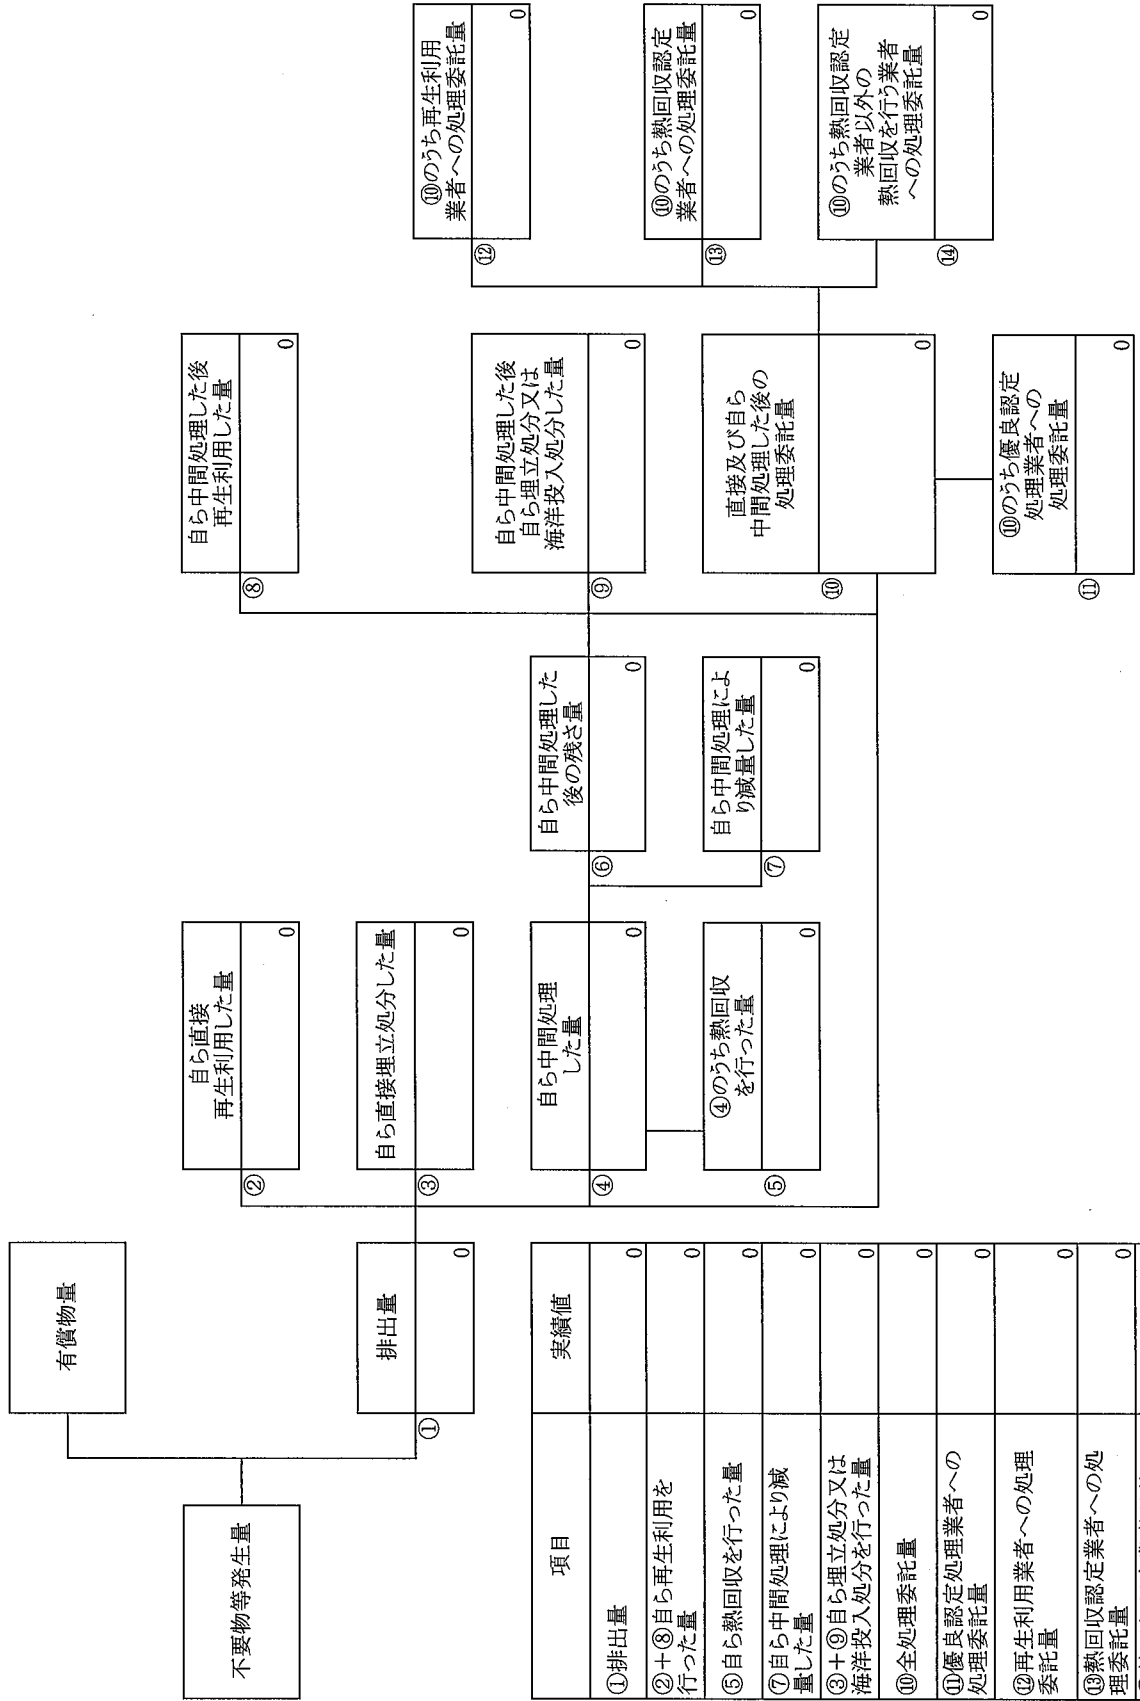 不要物等発生量
有償物量
①
排出量
0
②
自ら直接
再生利用した量
0
③
自ら直接埋立処分した量
0
④
自ら中間処理
した量
0
⑤
④のうち熱回収
を行った量
0
⑥
自ら中間処理した
後の残さ量
0
⑦
自ら中間処理によ
り減量した量
0
⑧
自ら中間処理した後
再生利用した量
0
⑨
自ら中間処理した後
自ら埋立処分又は
海洋投入処分した量
0
⑩
直接及び自ら
中間処理した後の
処理委託量
0
⑪
⑩のうち優良認定
処理業者への
処理委託量
0
⑫
⑩のうち再生利用
業者への処理委託量
0
⑬
⑩のうち熱回収認定
業者への処理委託量
0
⑭
⑩のうち熱回収認定
業者以外の
熱回収を行う業者
への処理委託量
0
項目 実績値
①排出量 0
②+⑧自ら再生利用を
行った量 0
⑤自ら熱回収を行った量 0
⑦自ら中間処理により減
量した量 0
③+⑨自ら埋立処分又は
海洋投入処分を行った量 0
⑩全処理委託量 0
⑪優良認定処理業者への
処理委託量 0
⑫再生利用業者への処理
委託量 0
⑬熱回収認定業者への処
理委託量 0